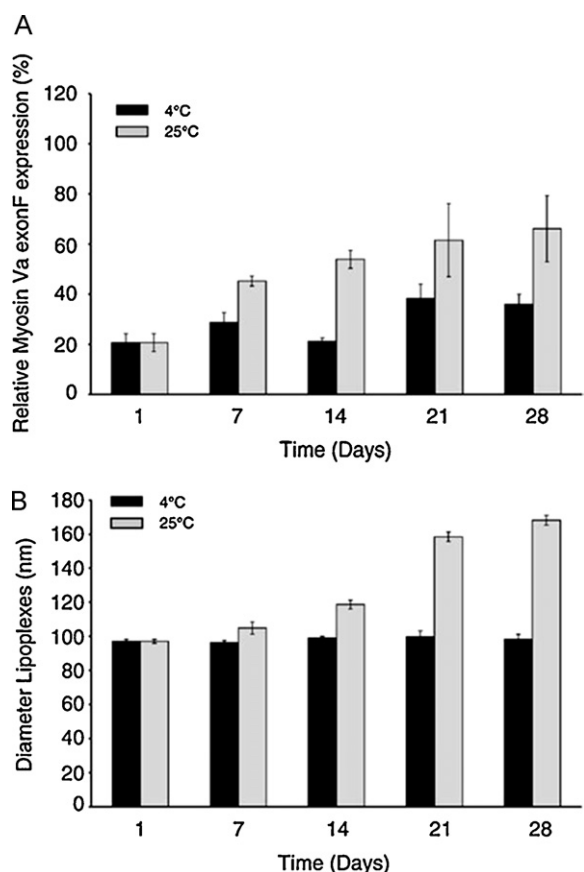 A
Relative Myosin Va exonF expression (%)
120
100
80
60
40
20
0
4°C
25°C
1 7 14 21 28
Time (Days)
B
Diameter Lipoplexes (nm)
180
160
140
120
100
80
60
40
20
0
4°C
25°C
1 7 14 21 28
Time (Days)